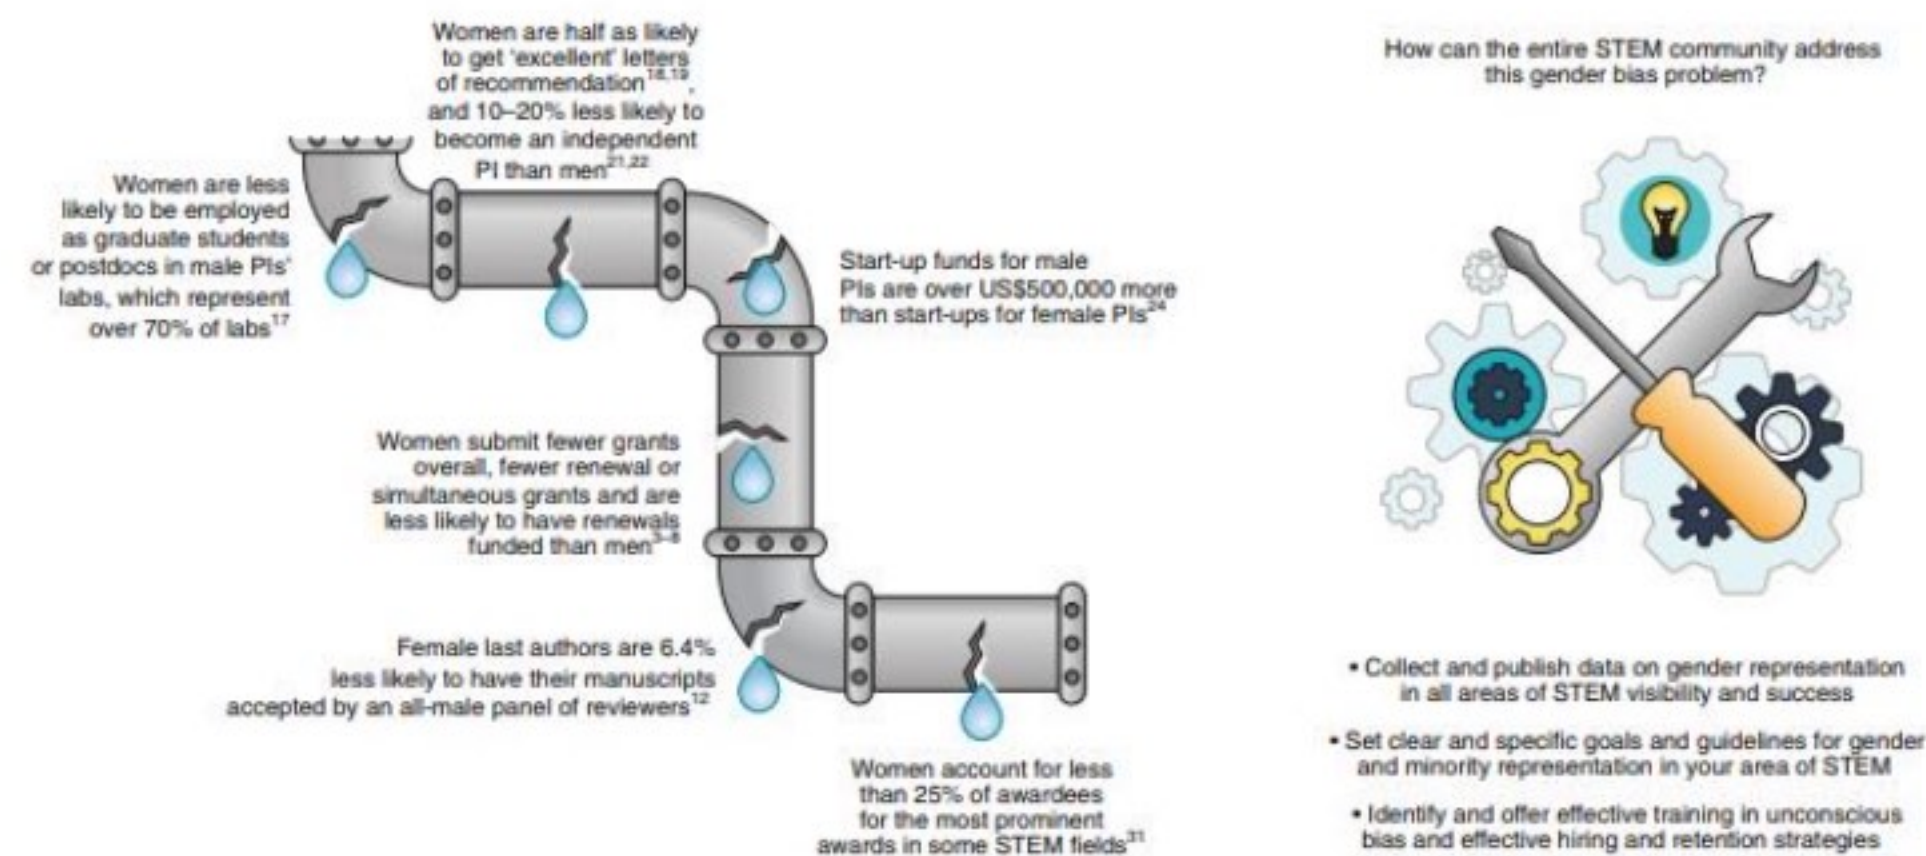 Women are half as likely
to get 'excellent' letters
of recommendation18,19,
and 10–20% less likely to
become an independent
PI than men21,22
Women are less
likely to be employed
as graduate students
or postdocs in male PIs'
labs, which represent
over 70% of labs17
Start-up funds for male
PIs are over US$500,000 more
than start-ups for female PIs24
Women submit fewer grants
overall, fewer renewal or
simultaneous grants and are
less likely to have renewals
funded than men
Female last authors are 6.4%
less likely to have their manuscripts
accepted by an all-male panel of reviewers12
Women account for less
than 25% of awardees
for the most prominent
awards in some STEM fields31
How can the entire STEM community address
this gender bias problem?
• Collect and publish data on gender representation
in all areas of STEM visibility and success
• Set clear and specific goals and guidelines for gender
and minority representation in your area of STEM
• Identify and offer effective training in unconscious
bias and effective hiring and retention strategies